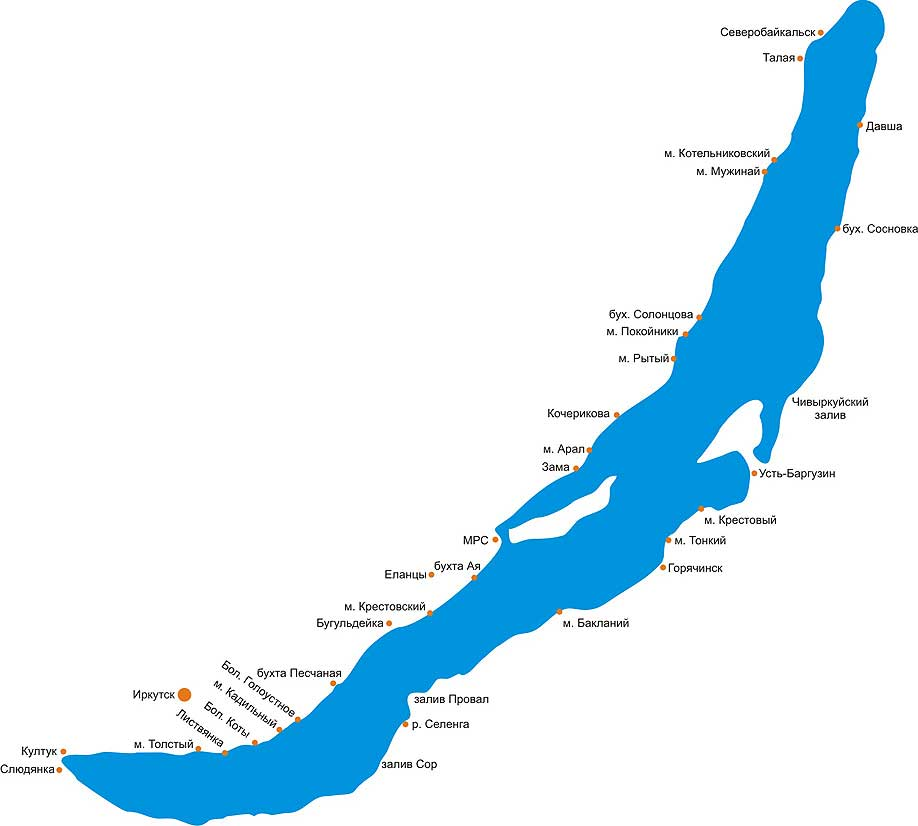 Северобайкальск
Талая
Давша
м. Котельниковский
м. Мужинай
бух. Сосновка
бух. Солонцова
м. Покойники
м. Рытый
Чивыркуйский
залив
Кочерикова
м. Арал
Зама
Усть-Баргузин
м. Крестовый
МРС
м. Тонкий
бухта Ая
Горячинск
Еланцы
м. Крестовский
Бугульдейка
м. Бакланий
бухта Песчаная
Бол. Голоустное
м. Кадильный
Бол. Коты
Листвянка
Иркутск
залив Провал
р. Селенга
м. Толстый
Култук
залив Сор
Слюдянка